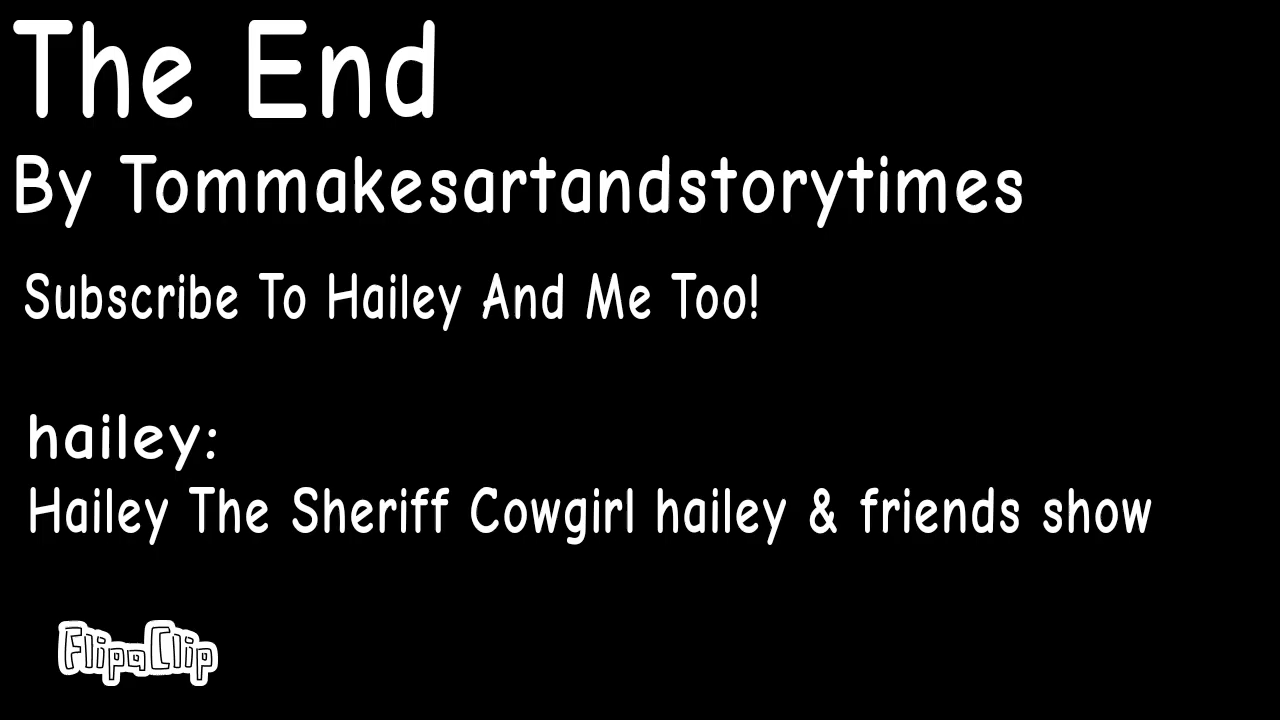 The End
By Tommakesartandstorytimes
Subscribe To Hailey And Me Too!
hailey:
Hailey The Sheriff Cowgirl hailey & friends show
FlipaClip